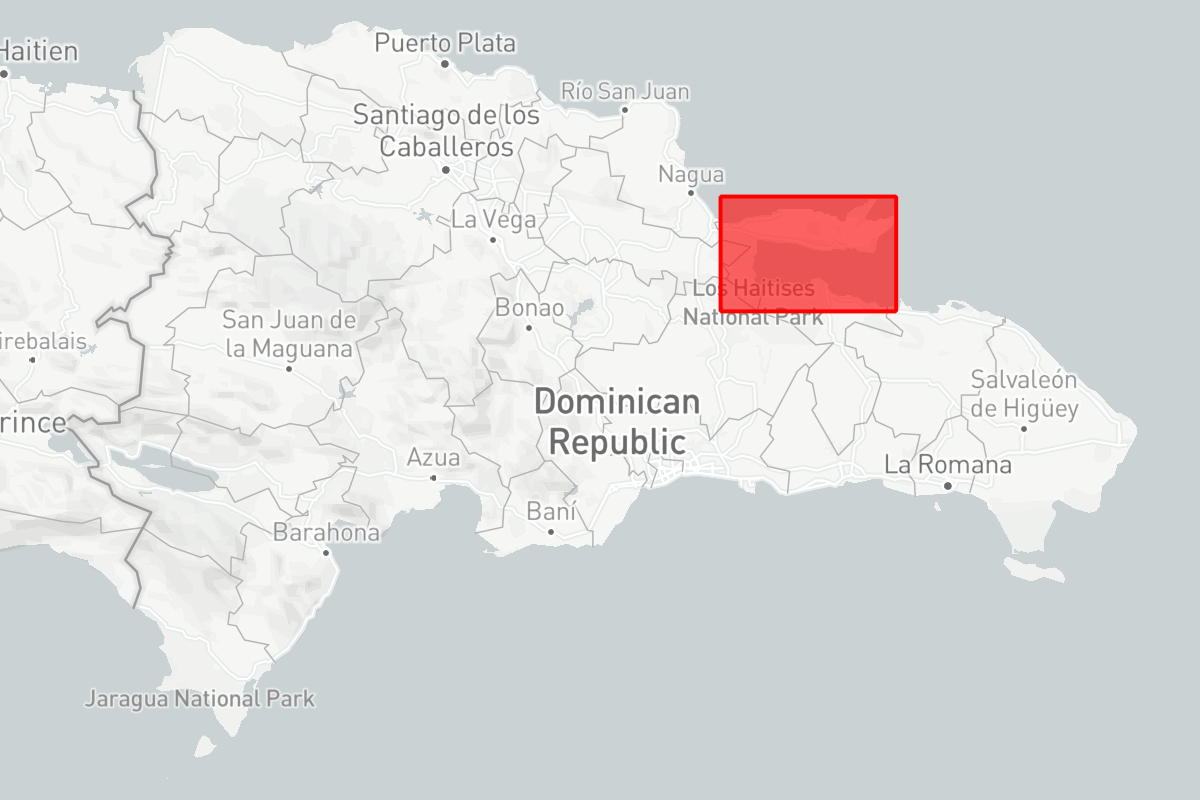 Puerto Plata
Haitien
Río San Juan
Santiago de los
Caballeros
Nagua
La Vega
Los Haitises
National Park
Bonao
San Juan de
la Maguana
irebalais
Salvaleón
de Higüey
Dominican
Republic
rince
Azua
La Romana
Baní
Barahona
Jaragua National Park